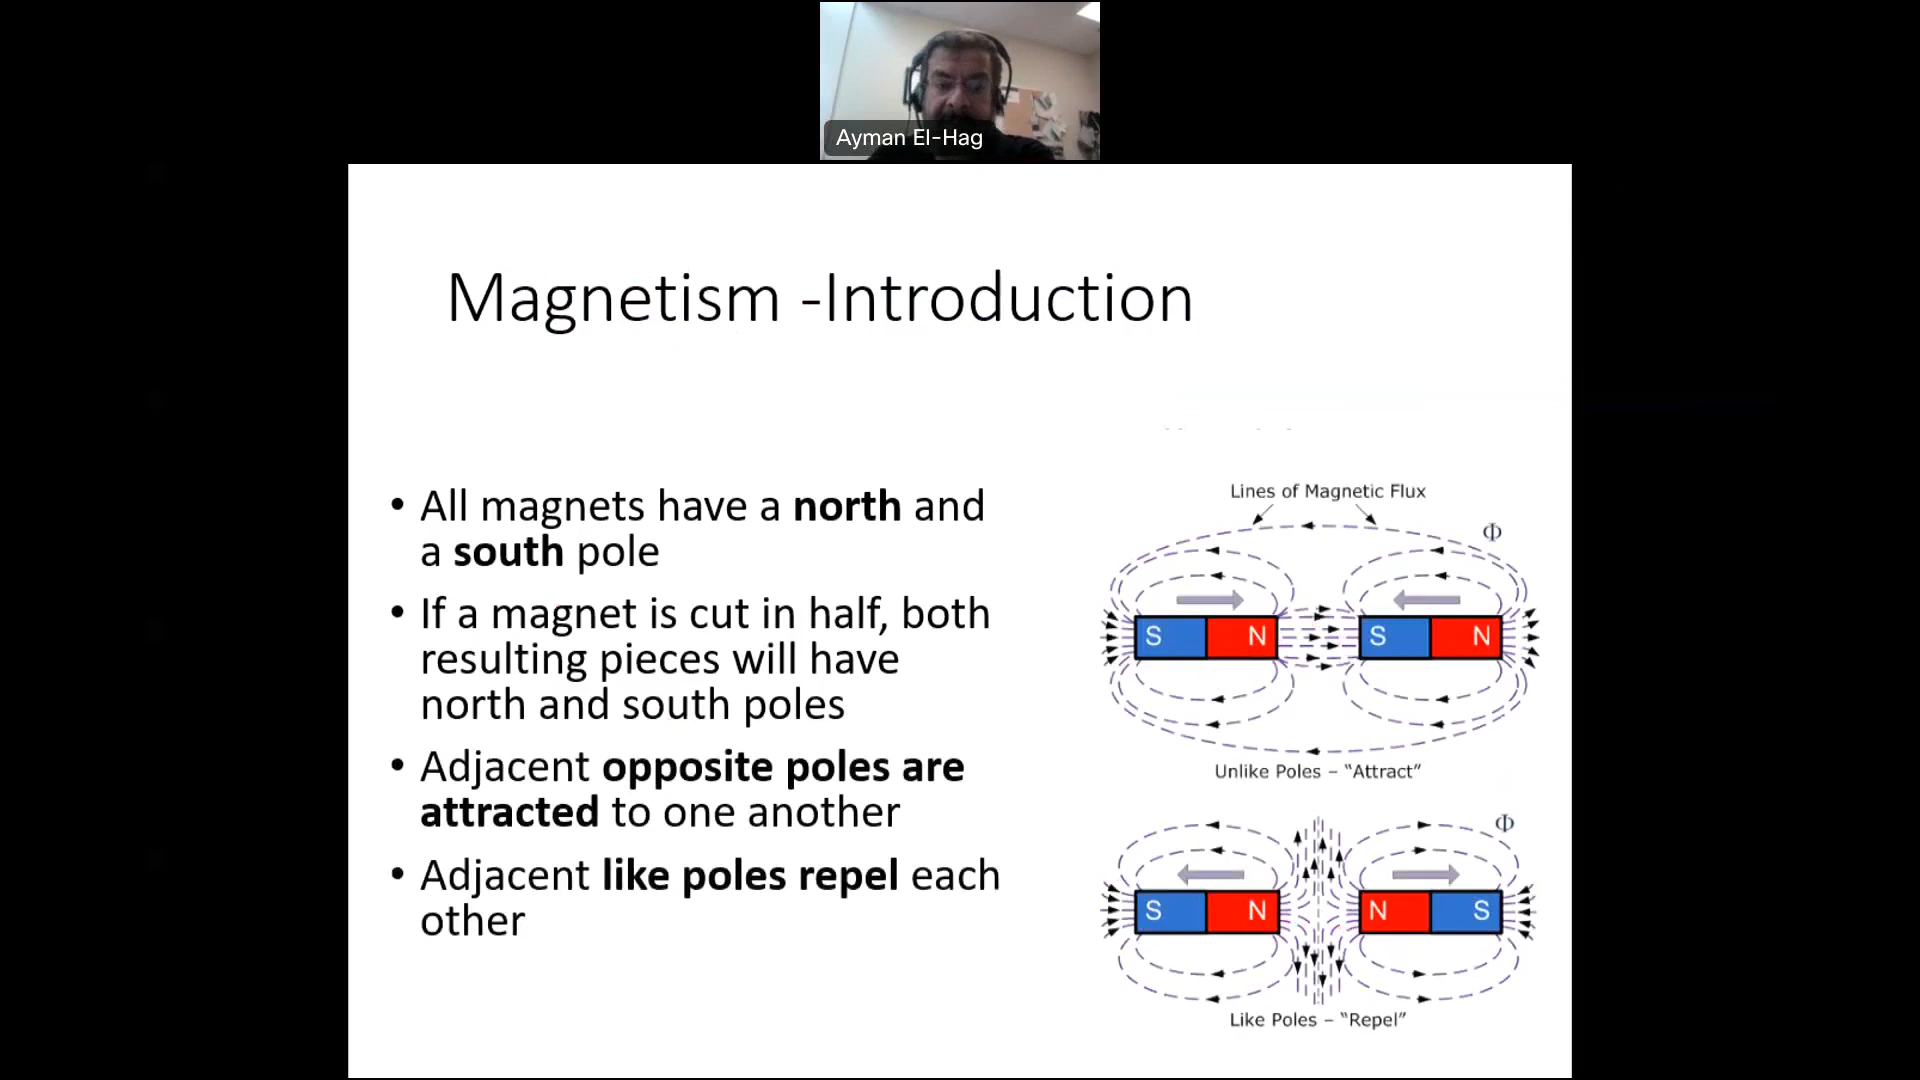 Ayman El-Hag
Magnetism -Introduction
• All magnets have a north and
a south pole
• If a magnet is cut in half, both
resulting pieces will have
north and south poles
• Adjacent opposite poles are
attracted to one another
• Adjacent like poles repel each
other
Lines of Magnetic Flux
Φ
S N S N
Unlike Poles – “Attract”
Φ
S N N S
Like Poles – “Repel”